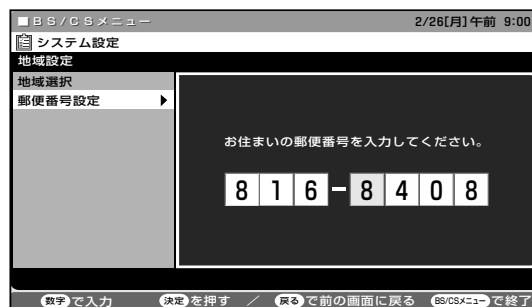 ■BS/CSメニュー 2/26[月]午前 9:00
システム設定
地域設定
地域選択
郵便番号設定 ▶
お住まいの郵便番号を入力してください。
816-8408
数字で入力 決定を押す / 戻るで前の画面に戻る BS/CSメニューで終了